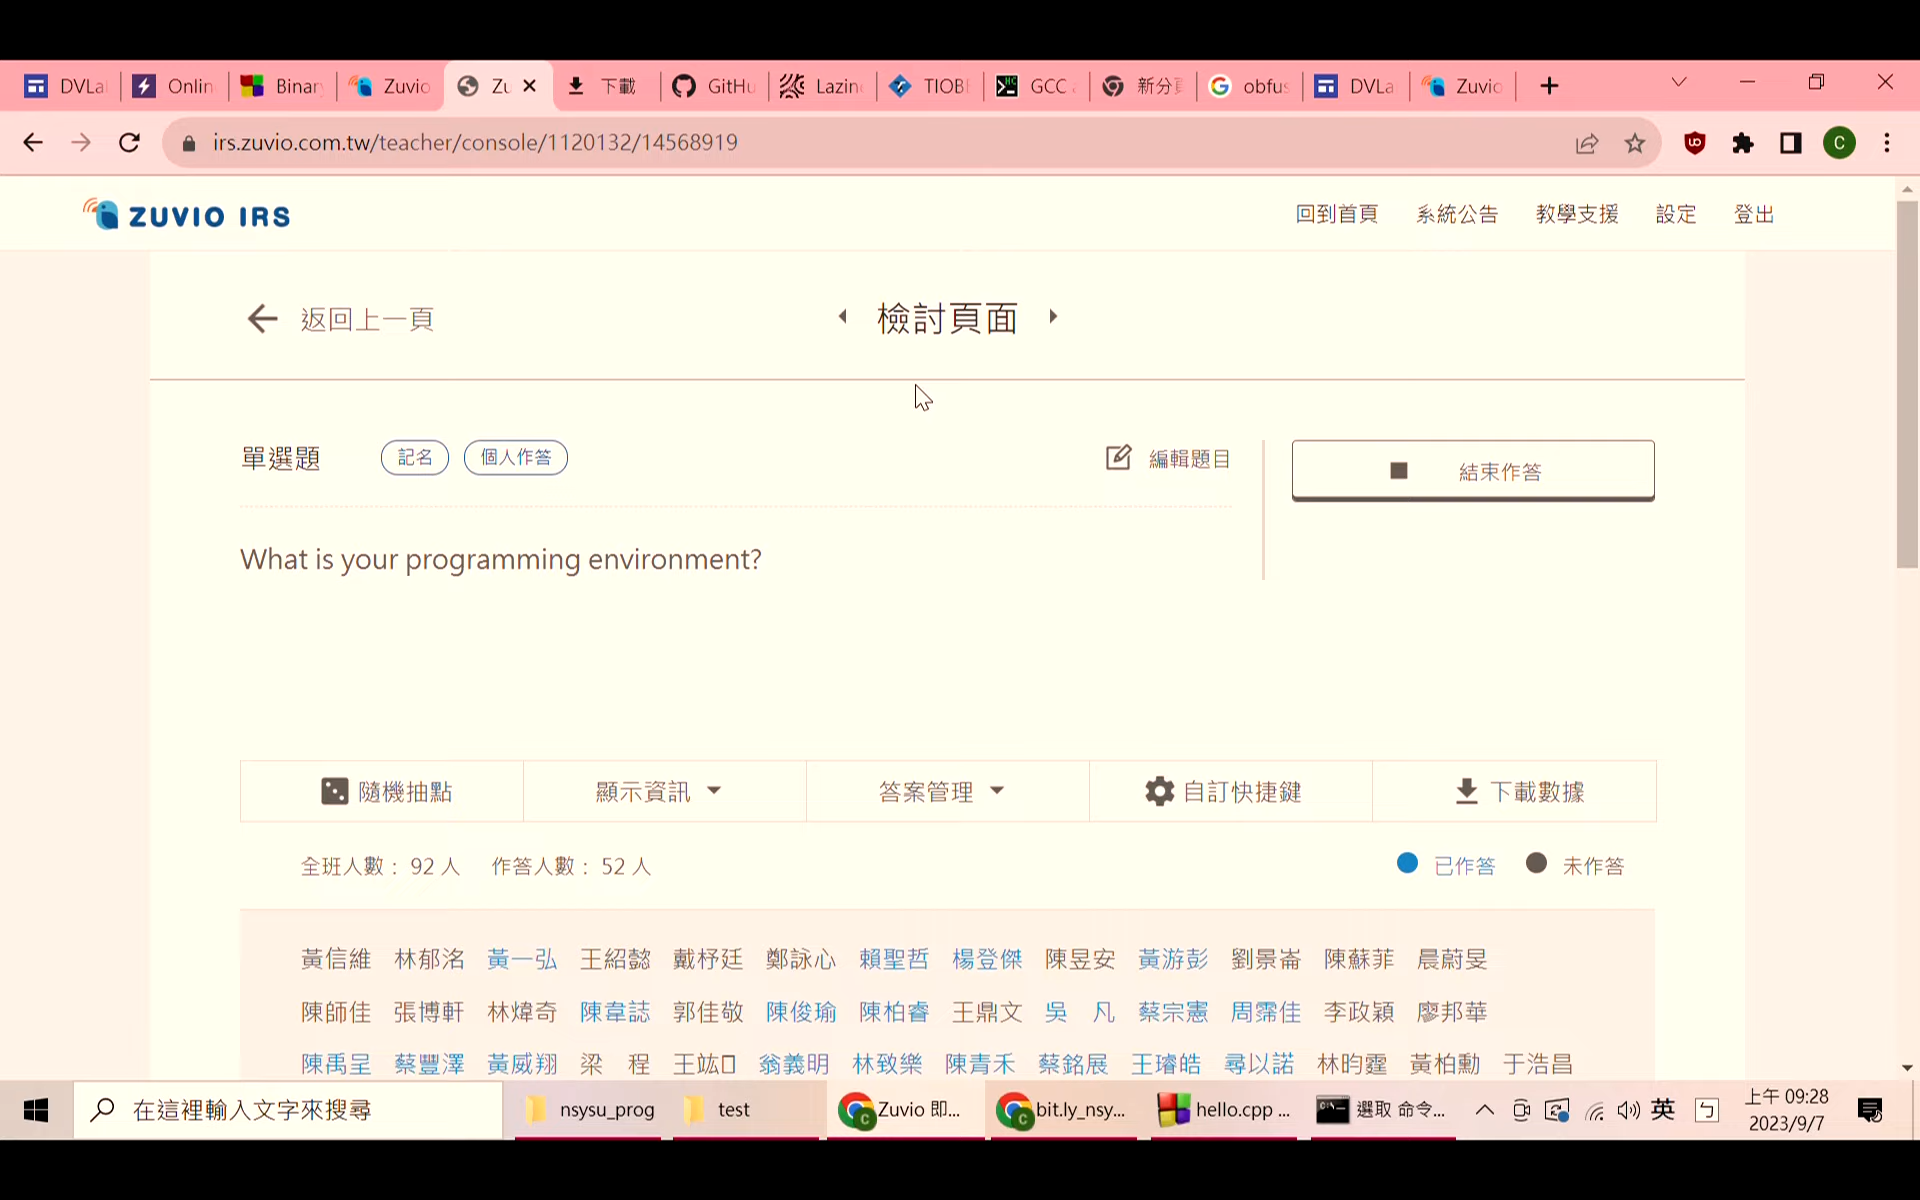 DVLa Onlin Binar Zuvio Zu 下載 GitHu Lazin TIOB GCC 新分頁 obfus DVLa Zuvio
irs.zuvio.com.tw/teacher/console/1120132/14568919
C
ZUVIO IRS 回到首頁 系統公告 教學支援 設定 登出
返回上一頁 檢討頁面
單選題 記名 個人作答 編輯題目 結束作答
What is your programming environment?
隨機抽點 顯示資訊 答案管理 自訂快捷鍵 下載數據
全班人數： 92 人 作答人數： 52 人 已作答 未作答
黃信維 林郁洺 黃一弘 王紹懿 戴杍廷 鄭詠心 賴聖哲 楊登傑 陳昱安 黃游彭 劉景崙 陳蘇菲 晨蔚旻
陳師佳 張博軒 林煒奇 陳韋誌 郭佳敬 陳俊瑜 陳柏睿 王鼎文 吳 凡 蔡宗憲 周霈佳 李政穎 廖邦華
陳禹呈 蔡豐澤 黃威翔 梁 程 王竑 翁義明 林致樂 陳青禾 蔡銘展 王璿皓 尋以諾 林昀霆 黃柏勳 于浩昌
在這裡輸入文字來搜尋 nsysu_prog test Zuvio 即... bit.ly_nsy... hello.cpp ... 選取 命令... 英 上午 09:28
2023/9/7